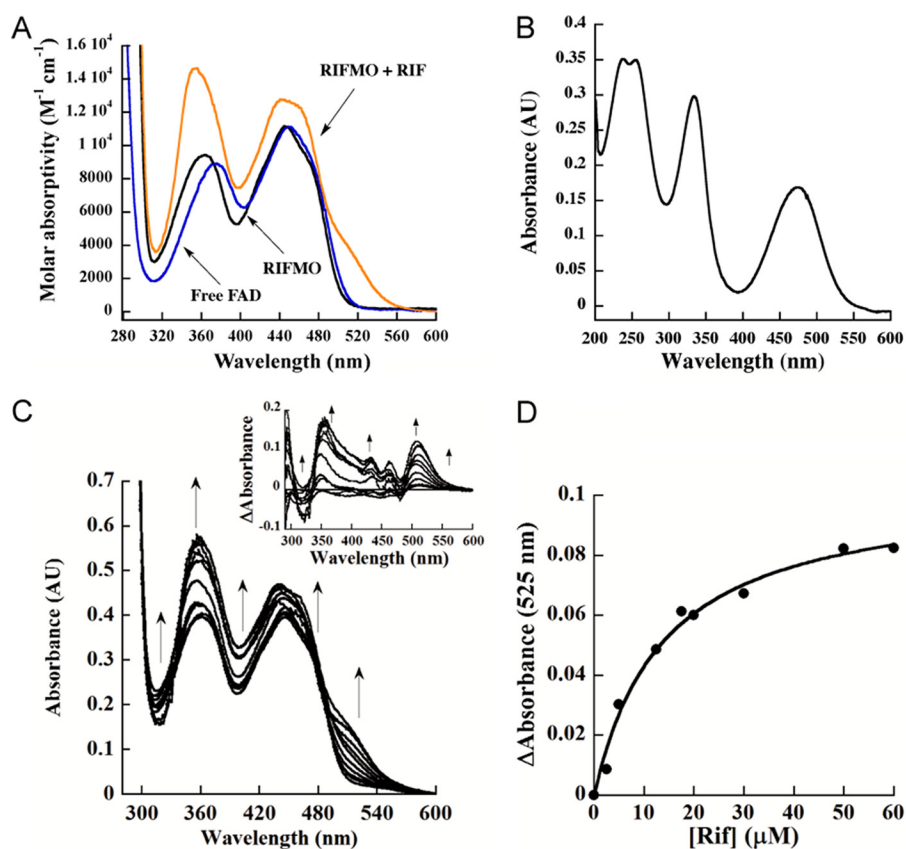 A
Molar absorptivity (M⁻¹ cm⁻¹)
1.6 10⁴
1.4 10⁴
1.2 10⁴
1 10⁴
8000
6000
4000
2000
0
RIFMO + RIF
RIFMO
Free FAD
280 320 360 400 440 480 520 560 600
Wavelength (nm)
B
Absorbance (AU)
0.4
0.35
0.3
0.25
0.2
0.15
0.1
0.05
0
200 250 300 350 400 450 500 550 600
Wavelength (nm)
C
Absorbance (AU)
0.7
0.6
0.5
0.4
0.3
0.2
0.1
0
300 360 420 480 540 600
Wavelength (nm)
ΔAbsorbance
0.2
0.1
0
-0.1
300 350 400 450 500 550 600
Wavelength (nm)
D
ΔAbsorbance (525 nm)
0.1
0.08
0.06
0.04
0.02
0
0 10 20 30 40 50 60
[Rif] (μM)